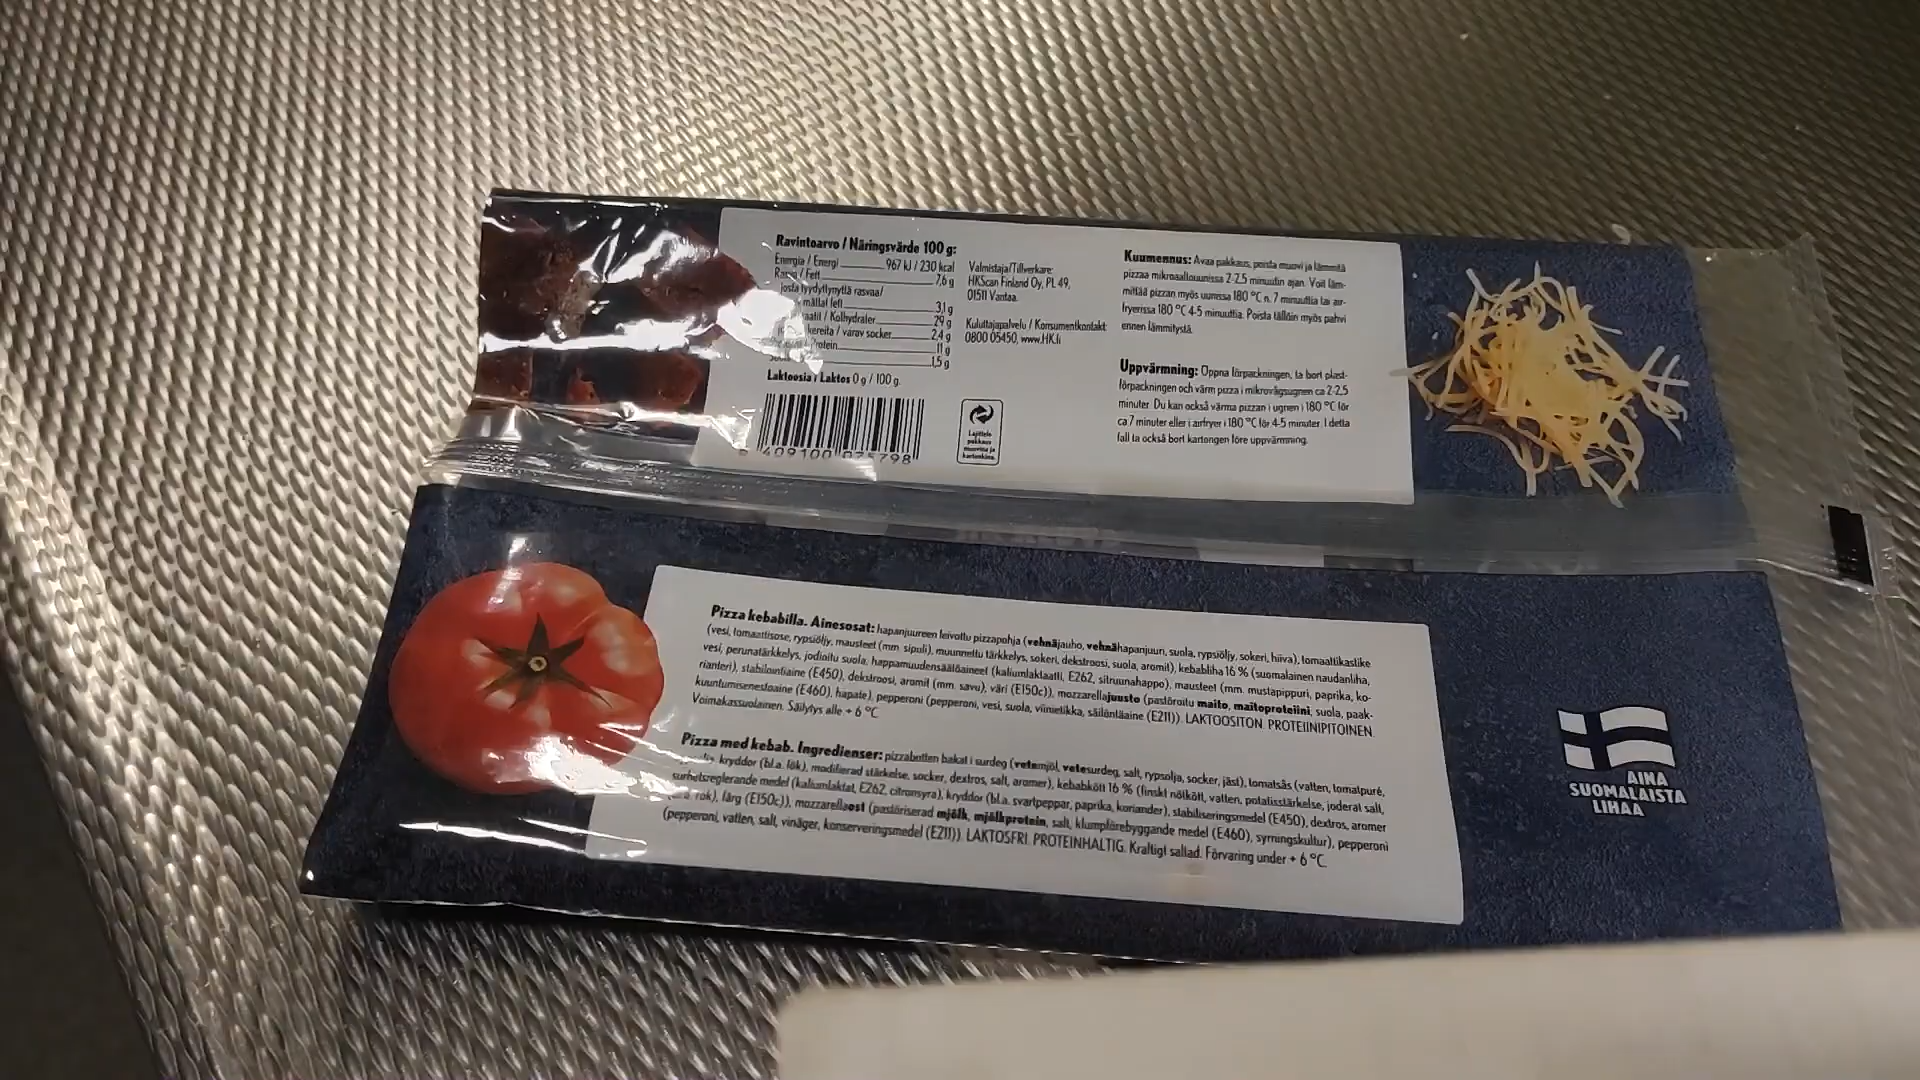 Ravintoarvo / Näringsvärde 100 g:
Energia / Energi 967 kJ / 230 kcal
Rasva / Fett 7,6 g
josta tyydyttynyttä rasvaa/
mättat fett 3,1 g
/ Kolhydrater 29 g
/ varav socker 2,4 g
Protein 11 g
1,5 g
Laktoosia / Laktos 0 g / 100 g.
409100 075798
Valmistaja/Tillverkare:
HKScan Finland Oy, PL 49,
01511 Vantaa.
Kuluttajapalvelu / Konsumentkontakt
0800 05450, www.HK.fi
Lajittele
pakkaus
muovina ja
kartonkina.
Kuumennus: Avaa pakkaus, poista muovi ja lämmitä
pizzaa mikroaaltouunissa 2-2,5 minuutin ajan. Voit läm-
mittää pizzan myös uunissa 180 °C n. 7 minuuttia tai air-
fryerissa 180 °C 4-5 minuuttia. Poista tällöin myös pahvi
ennen lämmitystä.
Uppvärmning: Öppna förpackningen, ta bort plast-
förpackningen och värm pizza i mikrovågsugnen ca 2-2,5
minuter. Du kan också värma pizzan i ugnen i 180 °C för
ca 7 minuter eller i airfryer i 180 °C för 4-5 minuter. I detta
fall ta också bort kartongen före uppvärmning.
Pizza kebabilla. Ainesosat: hapanjuureen leivottu pizzapohja (vehnäjauho, vehnähapanjuuri, suola, rypsiöljy, sokeri, hiiva), tomaattikastike
(vesi, tomaattisose, rypsiöljy, mausteet (mm. sipuli), muunnettu tärkkelys, sokeri, dekstroosi, suola, aromit), kebabliha 16 % (suomalainen naudanliha,
vesi, perunatärkkelys, jodioitu suola, happamuudensäätöaineet (kaliumlaktaatti, E262, sitruunahappo), mausteet (mm. mustapippuri, paprika, ko-
rianteri), stabilointiaine (E450), dekstroosi, aromit (mm. savu), väri (E150c)), mozzarellajuusto (pastöroitu maito, maitoproteiini, suola, paak-
kuuntumisenestoaine (E460), hapate), pepperoni (pepperoni, vesi, suola, viinietikka, säilöntäaine (E211)). LAKTOOSITON. PROTEIINIPITOINEN.
Voimakassuolainen. Säilytys alle + 6 °C.
Pizza med kebab. Ingredienser: pizzabotten bakat i surdeg (vetemjöl, vetesurdeg, salt, rypsolja, socker, jäst), tomatsås (vatten, tomatpuré,
kryddor (bl.a. lök), modifierad stärkelse, socker, dextros, salt, aromer), kebabkött 16 % (finskt nötkött, vatten, potatisstärkelse, joderat salt,
surhetsreglerande medel (kaliumlaktat, E262, citronsyra), kryddor (bl.a. svartpeppar, paprika, koriander), stabiliseringsmedel (E450), dextros, aromer
rök), färg (E150c)), mozzarellaost (pastöriserad mjölk, mjölkprotein, salt, klumpförebyggande medel (E460), syrningskultur), pepperoni
(pepperoni, vatten, salt, vinäger, konserveringsmedel (E211)). LAKTOSFRI. PROTEINHALTIG. Kraftigt saltad. Förvaring under + 6 °C.
AINA
SUOMALAISTA
LIHAA